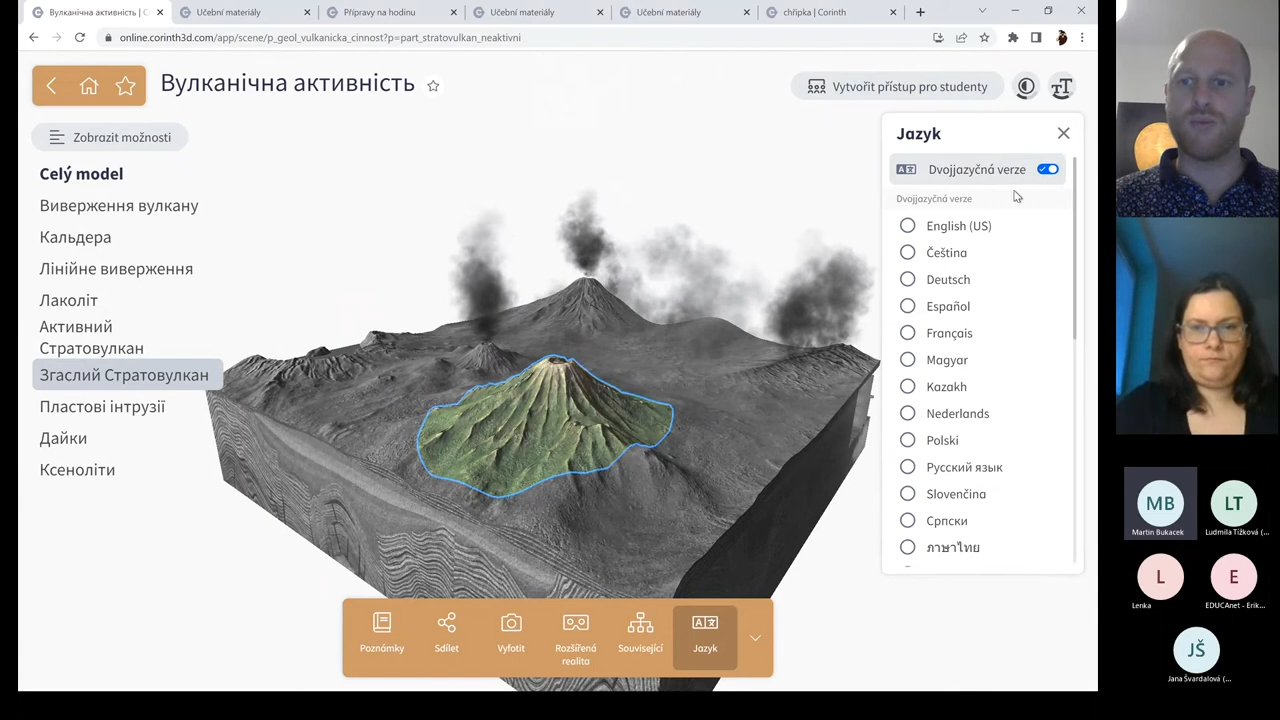 Вулканічна активність | C
Učební materiály
Přípravy na hodinu
Učební materiály
Učební materiály
chřipka | Corinth
online.corinth3d.com/app/scene/p_geol_vulkanicka_cinnost?p=part_stratovulkan_neaktivni
Вулканічна активність
Vytvořit přístup pro studenty
Zobrazit možnosti
Celý model
Виверження вулкану
Кальдера
Лінійне виверження
Лаколіт
Активний
Стратовулкан
Згаслий Стратовулкан
Пластові інтрузії
Дайки
Ксеноліти
Jazyk
Dvojjazyčná verze
Dvojjazyčná verze
English (US)
Čeština
Deutsch
Español
Français
Magyar
Kazakh
Nederlands
Polski
Русский язык
Slovenčina
Српски
ภาษาไทย
Poznámky
Sdílet
Vyfotit
Rozšířená
realita
Související
Jazyk
MB
Martin Bukacek
LT
Ludmila Tížková (...
L
Lenka
E
EDUCAnet - Erik...
JŠ
Jana Švardalová (...